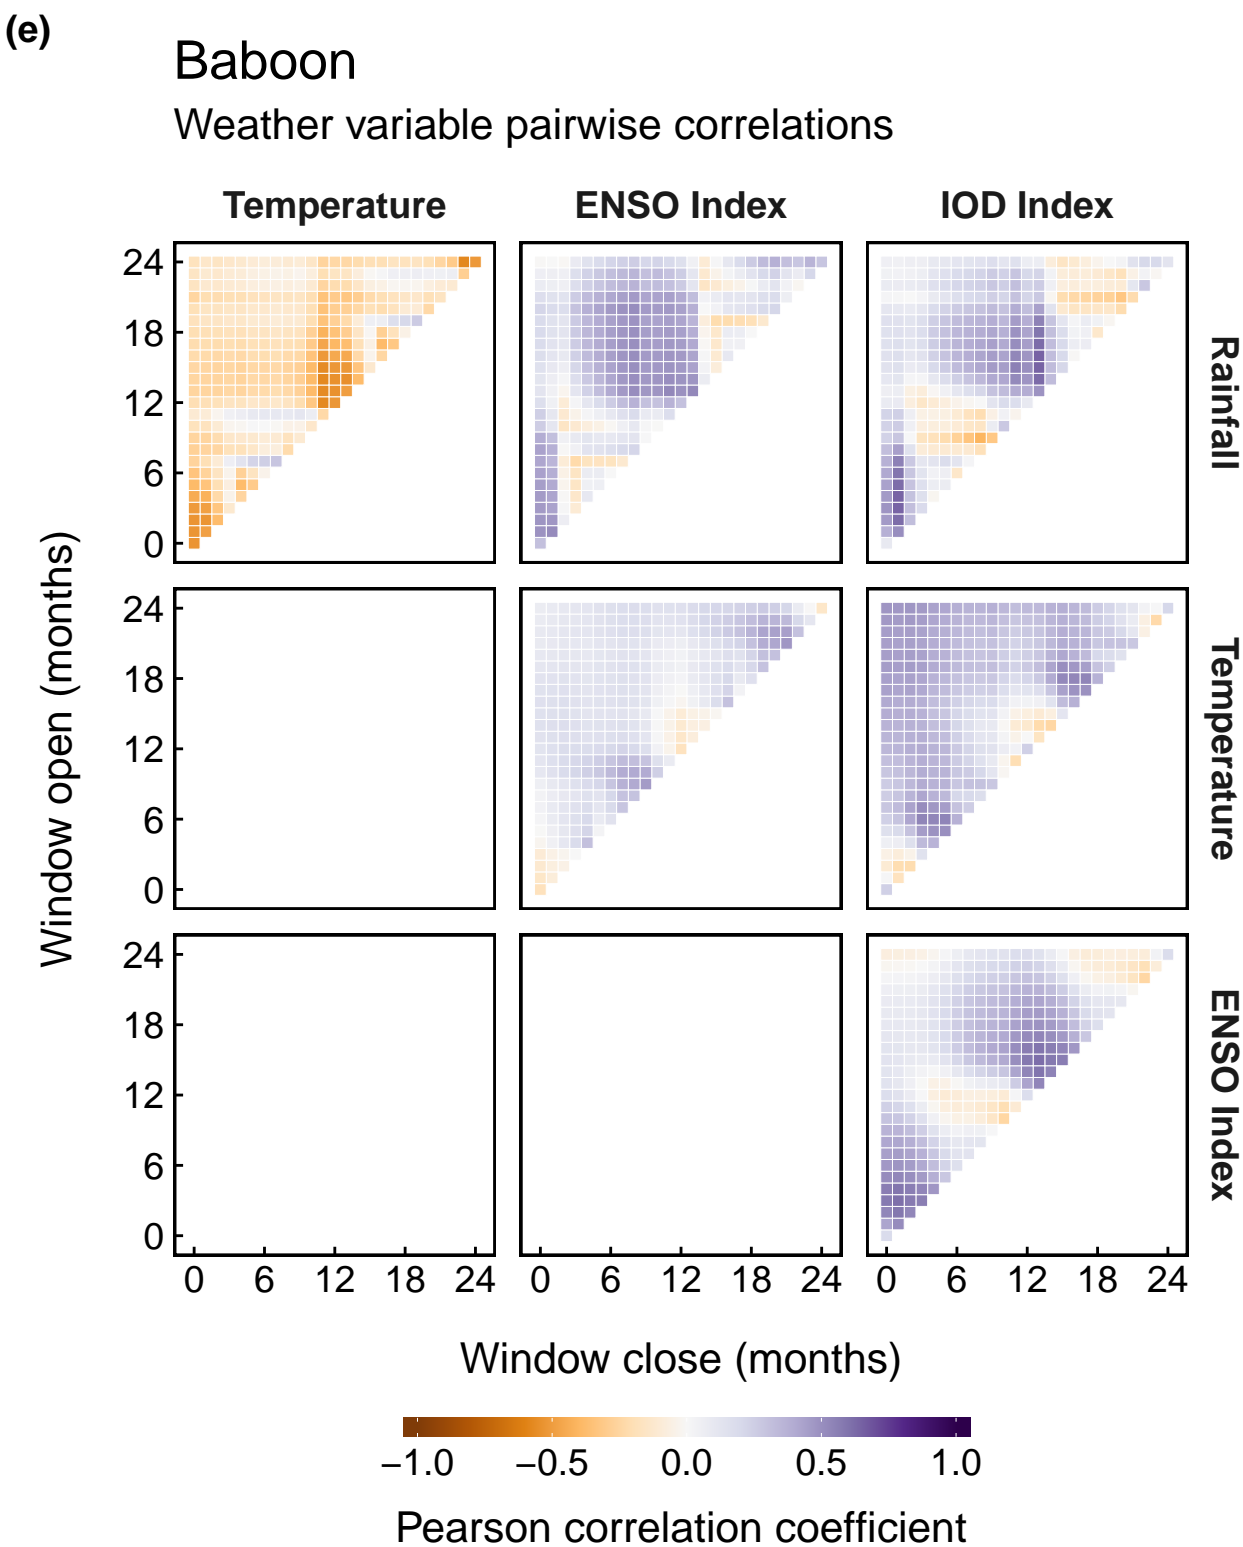 (e)
Baboon
Weather variable pairwise correlations
Temperature
ENSO Index
IOD Index
24
18
12
6
0
Rainfall
24
18
12
6
0
Temperature
24
18
12
6
0
ENSO Index
Window open (months)
0 6 12 18 24
0 6 12 18 24
0 6 12 18 24
Window close (months)
−1.0 −0.5 0.0 0.5 1.0
Pearson correlation coefficient